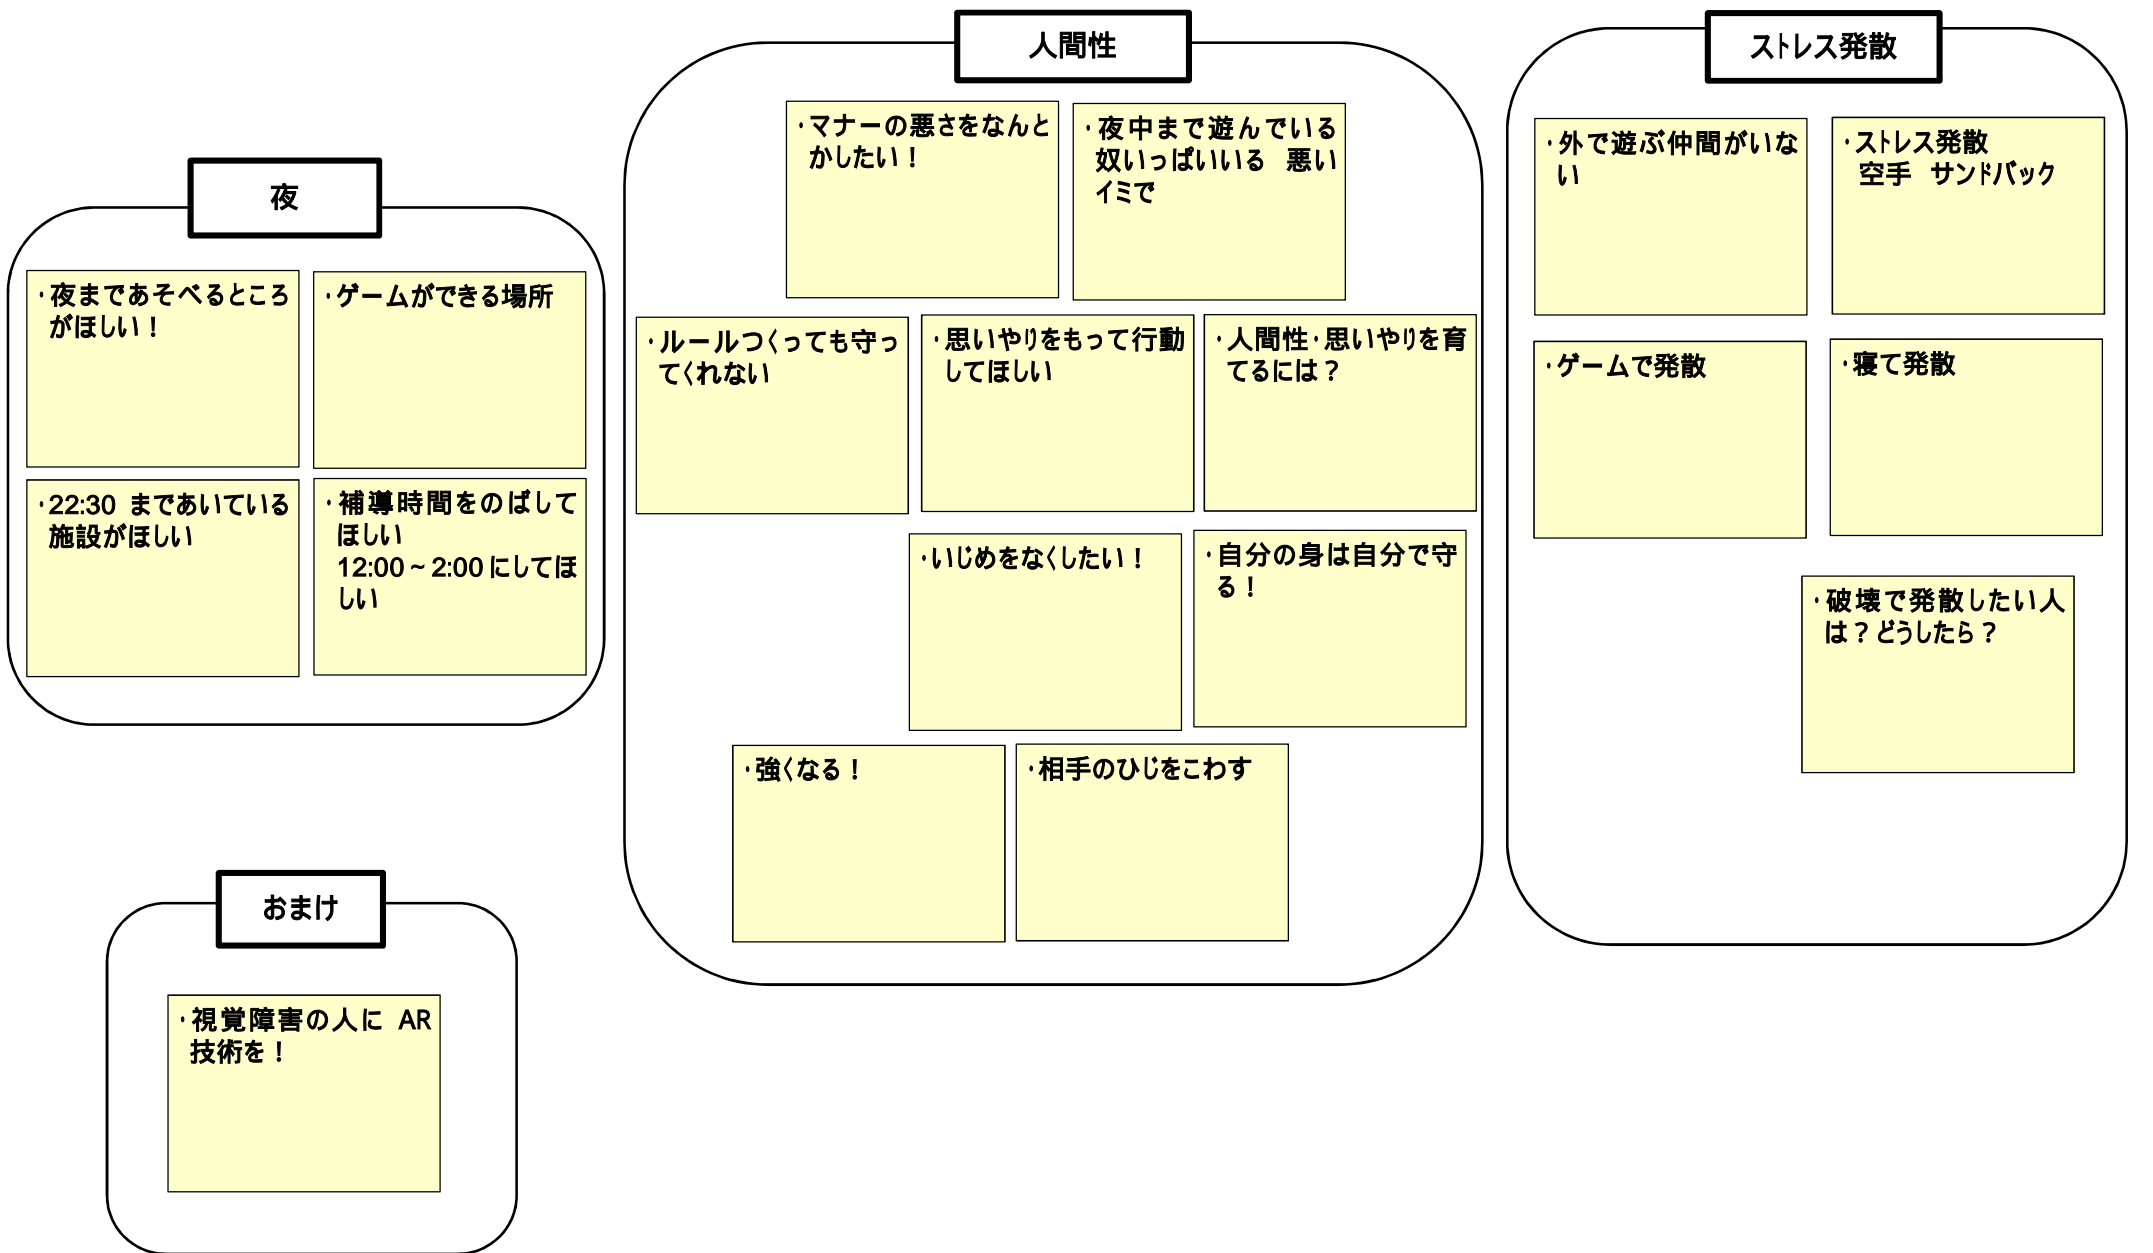 夜
・夜まであそべるところ
がほしい！
・ゲームができる場所
・22:30 まであいている
施設がほしい
・補導時間をのばして
ほしい
12:00～2:00にしてほ
しい
人間性
・マナーの悪さをなんと
かしたい！
・夜中まで遊んでいる
奴いっぱいいる　悪い
イミで
・ルールつくっても守っ
てくれない
・思いやりをもって行動
してほしい
・人間性・思いやりを育
てるには？
・いじめをなくしたい！
・自分の身は自分で守
る！
・強くなる！
・相手のひじをこわす
ストレス発散
・外で遊ぶ仲間がいな
い
・ストレス発散
空手　サンドバック
・ゲームで発散
・寝て発散
・破壊で発散したい人
は？どうしたら？
おまけ
・視覚障害の人に AR
技術を！